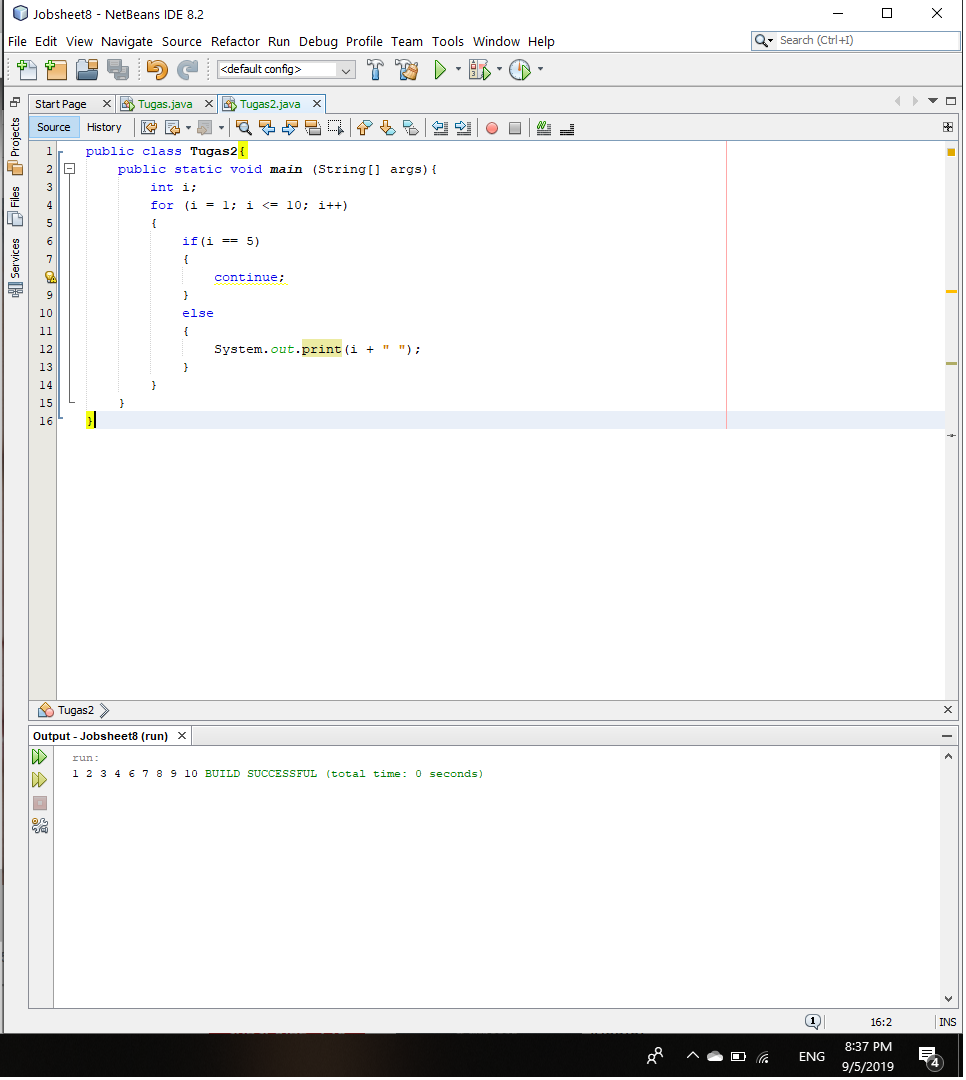 Jobsheet8 - NetBeans IDE 8.2
File Edit View Navigate Source Refactor Run Debug Profile Team Tools Window Help
Search (Ctrl+I)
<default config>
Start Page Tugas.java Tugas2.java
Source History
Projects
Files
Services
1 public class Tugas2{
2 public static void main (String[] args){
3 int i;
4 for (i = 1; i <= 10; i++)
5 {
6 if(i == 5)
7 {
continue;
9 }
10 else
11 {
12 System.out.print(i + " ");
13 }
14 }
15 }
16 }
Tugas2
Output - Jobsheet8 (run)
run:
1 2 3 4 6 7 8 9 10 BUILD SUCCESSFUL (total time: 0 seconds)
1 16:2 INS
ENG 8:37 PM
9/5/2019
4